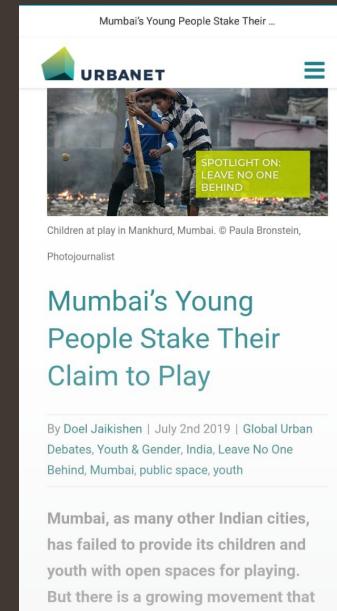 Mumbai's Young People Stake Their ...
URBANET
SPOTLIGHT ON:
LEAVE NO ONE
BEHIND
Children at play in Mankhurd, Mumbai. © Paula Bronstein,
Photojournalist
Mumbai's Young
People Stake Their
Claim to Play
By Doel Jaikishen | July 2nd 2019 | Global Urban
Debates, Youth & Gender, India, Leave No One
Behind, Mumbai, public space, youth
Mumbai, as many other Indian cities,
has failed to provide its children and
youth with open spaces for playing.
But there is a growing movement that